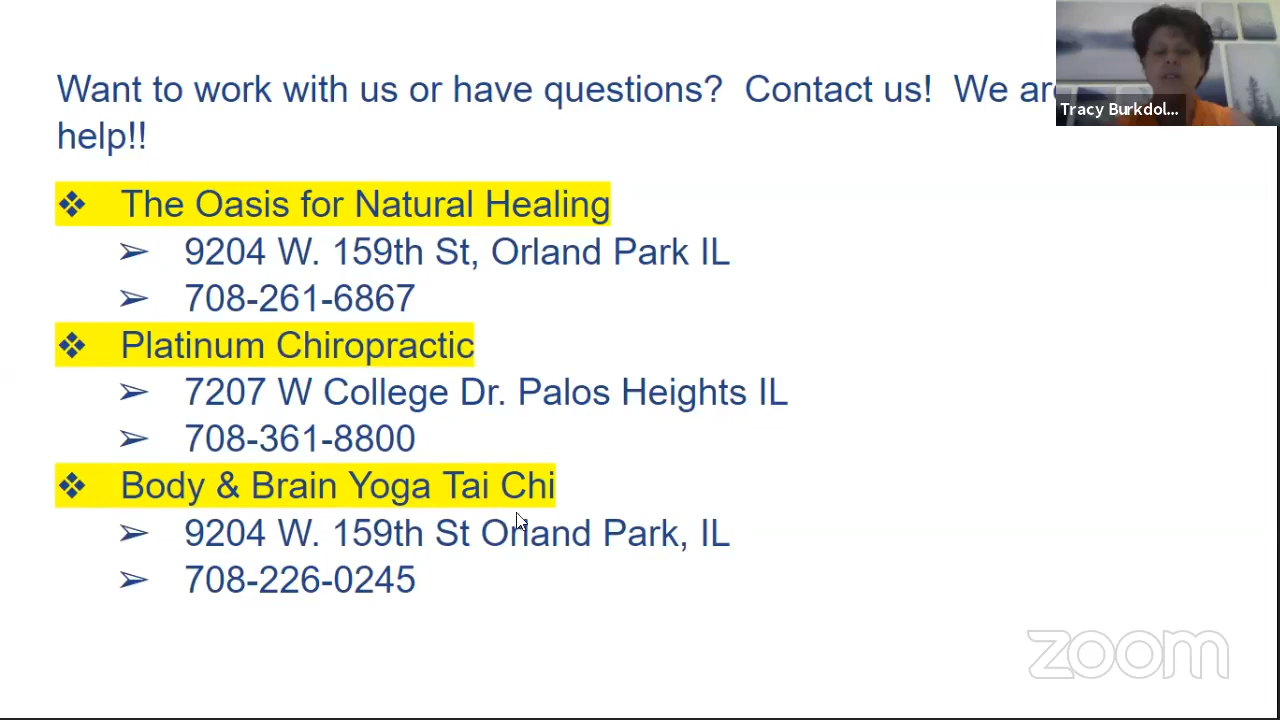 Want to work with us or have questions?  Contact us!  We are
help!!
Tracy Burkdol...
❖ The Oasis for Natural Healing
➢ 9204 W. 159th St, Orland Park IL
➢ 708-261-6867
❖ Platinum Chiropractic
➢ 7207 W College Dr. Palos Heights IL
➢ 708-361-8800
❖ Body & Brain Yoga Tai Chi
➢ 9204 W. 159th St Orland Park, IL
➢ 708-226-0245
zoom